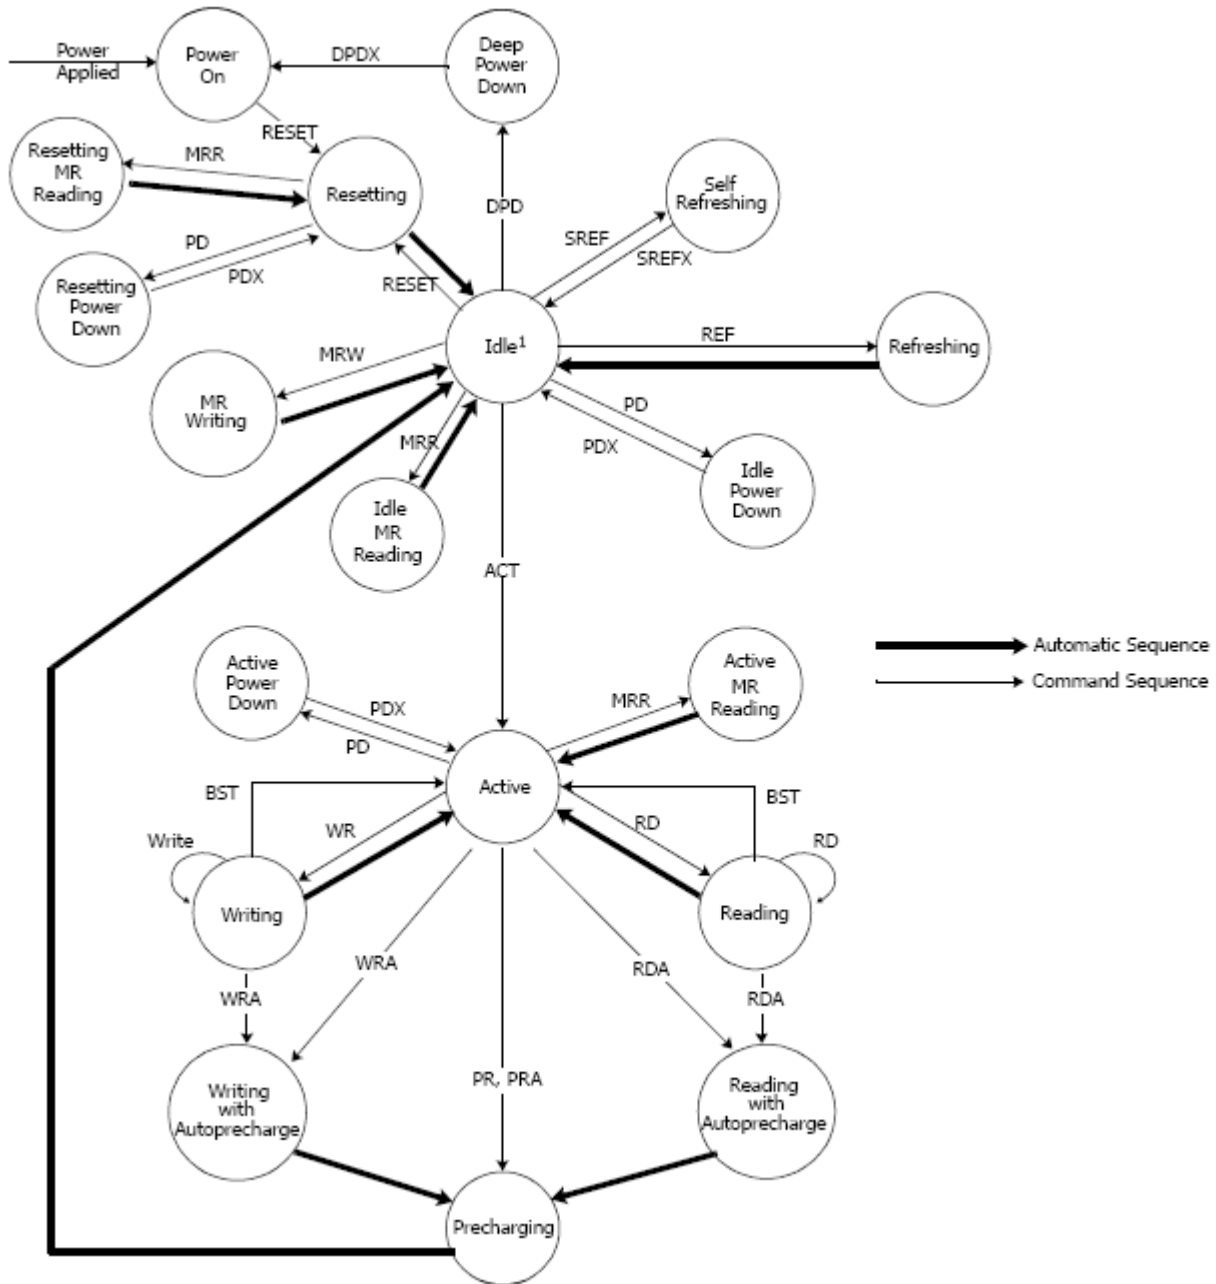 Power
Applied
Power
On
DPDX
Deep
Power
Down
RESET
Resetting
MR
Reading
MRR
Resetting
DPD
Self
Refreshing
SREF
SREFX
PD
PDX
Resetting
Power
Down
RESET
Idle1
REF
Refreshing
MRW
MR
Writing
MRR
PD
PDX
Idle
Power
Down
Idle
MR
Reading
ACT
Automatic Sequence
Command Sequence
Active
Power
Down
PDX
PD
MRR
Active
MR
Reading
Active
BST
BST
WR
RD
Write
RD
Writing
Reading
WRA
RDA
WRA
RDA
Writing
with
Autoprecharge
PR, PRA
Reading
with
Autoprecharge
Precharging